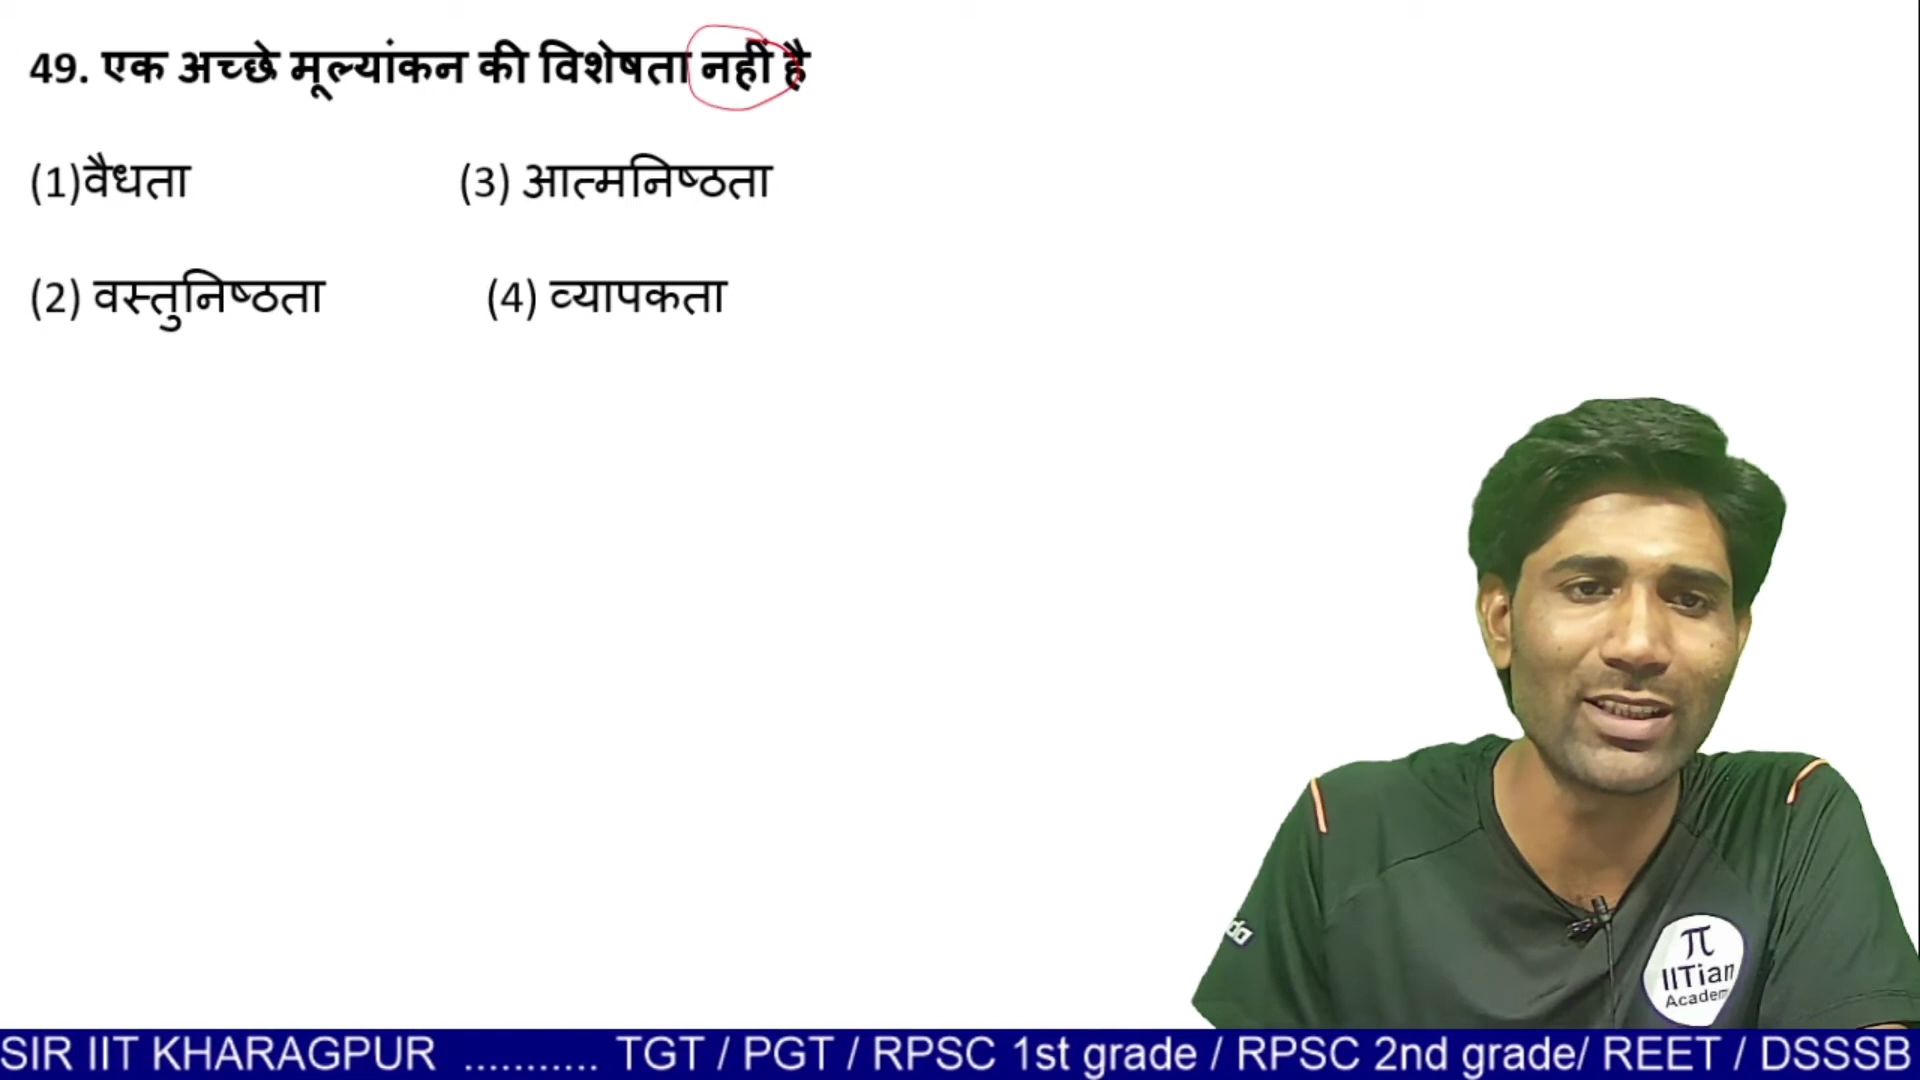 49. एक अच्छे मूल्यांकन की विशेषता नहीं है
(1)वैधता (3) आत्मनिष्ठता
(2) वस्तुनिष्ठता (4) व्यापकता
π
IITian
Academ
SIR IIT KHARAGPUR ........... TGT / PGT / RPSC 1st grade / RPSC 2nd grade/ REET / DSSSB